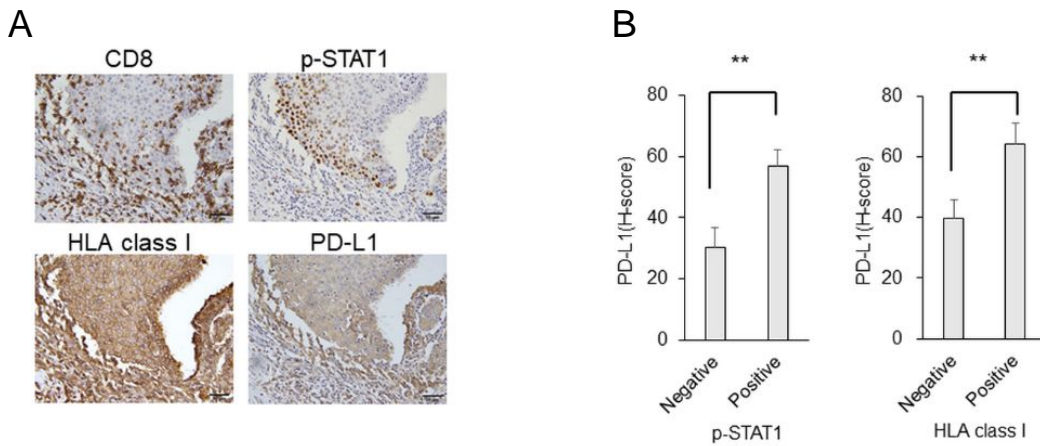 A
CD8
p-STAT1
HLA class I
PD-L1
B
**
PD-L1(H-score)
80
60
40
20
0
Negative
Positive
p-STAT1
**
PD-L1(H-score)
80
60
40
20
0
Negative
Positive
HLA class I